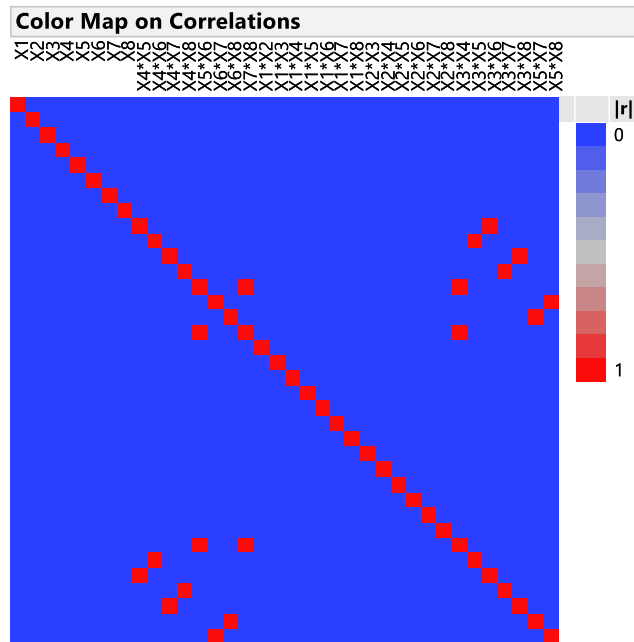 Color Map on Correlations
X1
X2
X3
X4
X5
X6
X7
X8
X4*X5
X4*X6
X4*X7
X4*X8
X5*X6
X6*X7
X6*X8
X7*X8
X1*X2
X1*X3
X1*X4
X1*X5
X1*X6
X1*X7
X1*X8
X2*X3
X2*X4
X2*X5
X2*X6
X2*X7
X2*X8
X3*X4
X3*X5
X3*X6
X3*X7
X3*X8
X5*X7
X5*X8
|r|
0
1